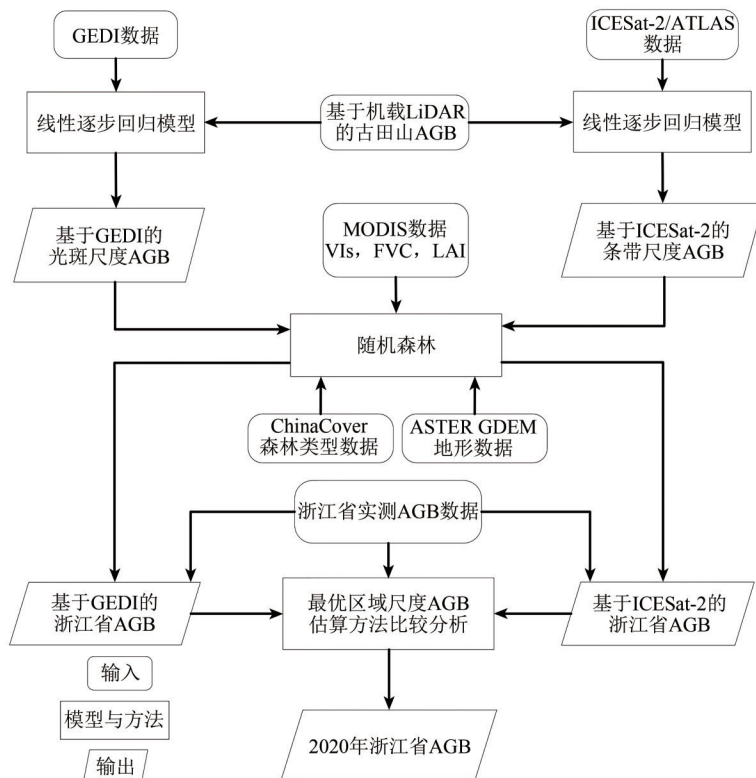 GEDI数据
ICESat-2/ATLAS
数据
线性逐步回归模型
基于机载LiDAR
的古田山AGB
线性逐步回归模型
基于GEDI的
光斑尺度AGB
MODIS数据
VIs，FVC，LAI
基于ICESat-2的
条带尺度AGB
随机森林
ChinaCover
森林类型数据
ASTER GDEM
地形数据
浙江省实测AGB数据
基于GEDI的
浙江省AGB
最优区域尺度AGB
估算方法比较分析
基于ICESat-2的
浙江省AGB
输入
模型与方法
输出
2020年浙江省AGB